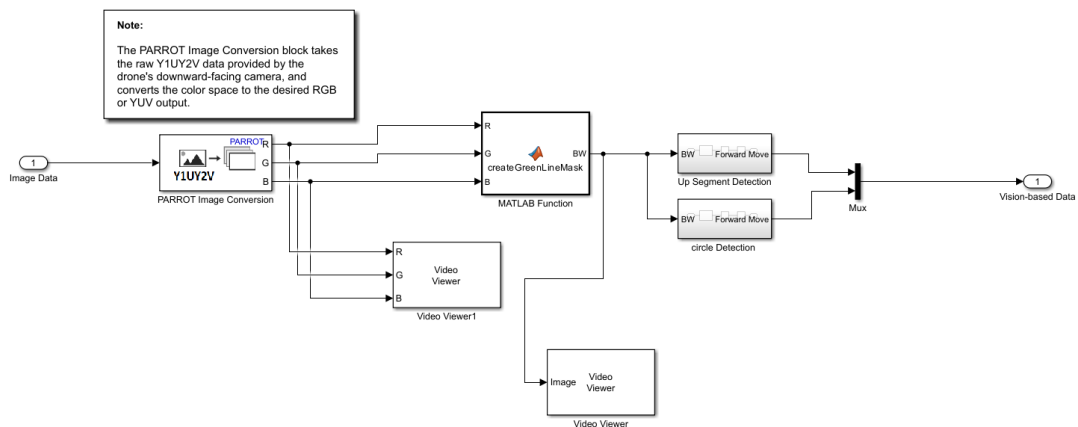 Note:
The PARROT Image Conversion block takes
the raw Y1UY2V data provided by the
drone's downward-facing camera, and
converts the color space to the desired RGB
or YUV output.
1
Image Data
PARROT
R
G
B
Y1UY2V
PARROT Image Conversion
R
G
B
BW
createGreenLineMask
MATLAB Function
R
G
B
Video
Viewer
Video Viewer1
Image
Video
Viewer
Video Viewer
BW
Forward Move
Up Segment Detection
BW
Forward Move
circle Detection
Mux
1
Vision-based Data